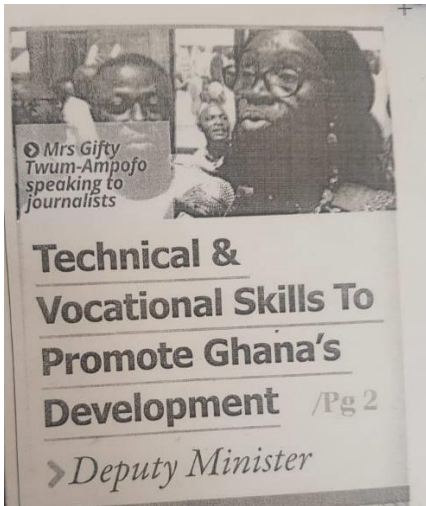 Mrs Gifty
Twum-Ampofo
speaking to
journalists
Technical &
Vocational Skills To
Promote Ghana's
Development /Pg 2
Deputy Minister